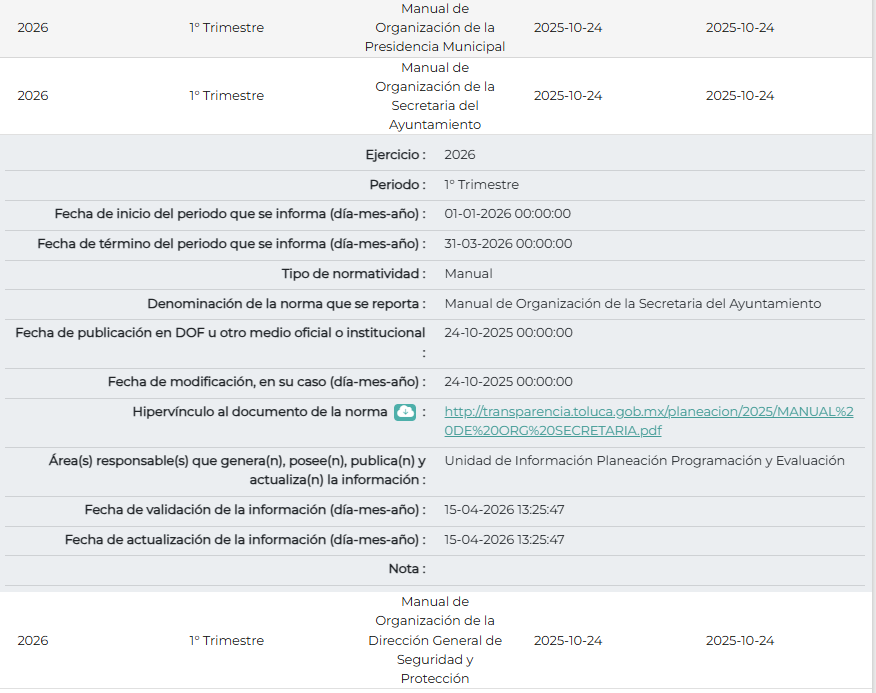 2026
1° Trimestre
Manual de
Organización de la
Presidencia Municipal
2025-10-24
2025-10-24
2026
1° Trimestre
Manual de
Organización de la
Secretaria del
Ayuntamiento
2025-10-24
2025-10-24
Ejercicio : 2026
Periodo : 1° Trimestre
Fecha de inicio del periodo que se informa (día-mes-año) : 01-01-2026 00:00:00
Fecha de término del periodo que se informa (día-mes-año) : 31-03-2026 00:00:00
Tipo de normatividad : Manual
Denominación de la norma que se reporta : Manual de Organización de la Secretaria del Ayuntamiento
Fecha de publicación en DOF u otro medio oficial o institucional 24-10-2025 00:00:00
:
Fecha de modificación, en su caso (día-mes-año) : 24-10-2025 00:00:00
Hipervínculo al documento de la norma : http://transparencia.toluca.gob.mx/planeacion/2025/MANUAL%2
0DE%20ORG%20SECRETARIA.pdf
Área(s) responsable(s) que genera(n), posee(n), publica(n) y Unidad de Información Planeación Programación y Evaluación
actualiza(n) la información :
Fecha de validación de la información (día-mes-año) : 15-04-2026 13:25:47
Fecha de actualización de la información (día-mes-año) : 15-04-2026 13:25:47
Nota :
2026
1° Trimestre
Manual de
Organización de la
Dirección General de
Seguridad y
Protección
2025-10-24
2025-10-24